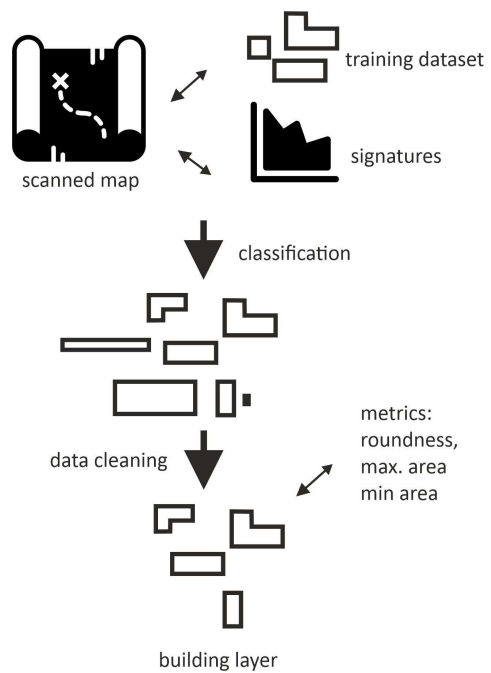 training dataset
scanned map
signatures
classification
data cleaning
metrics:
roundness,
max. area
min area
building layer